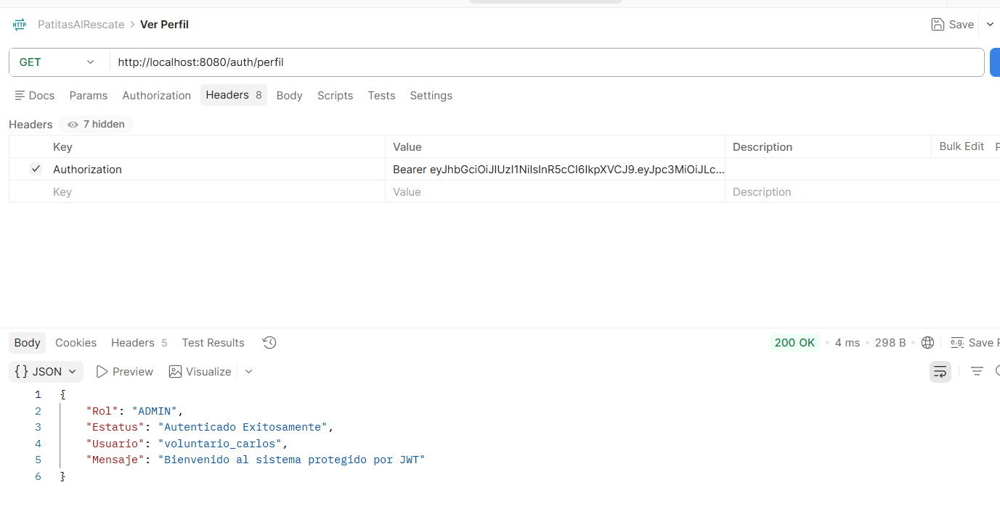 HTTP PatitasAlRescate > Ver Perfil Save
GET http://localhost:8080/auth/perfil
Docs Params Authorization Headers 8 Body Scripts Tests Settings
Headers 7 hidden
Key Value Description Bulk Edit P
Authorization Bearer eyJhbGciOiJIUzI1NiIsInR5cCI6IkpXVCJ9.eyJpc3MiOiJLc...
Key Value Description
Body Cookies Headers 5 Test Results 200 OK • 4 ms • 298 B • e.g. Save R
{} JSON Preview Visualize
1 {
2 "Rol": "ADMIN",
3 "Estatus": "Autenticado Exitosamente",
4 "Usuario": "voluntario_carlos",
5 "Mensaje": "Bienvenido al sistema protegido por JWT"
6 }